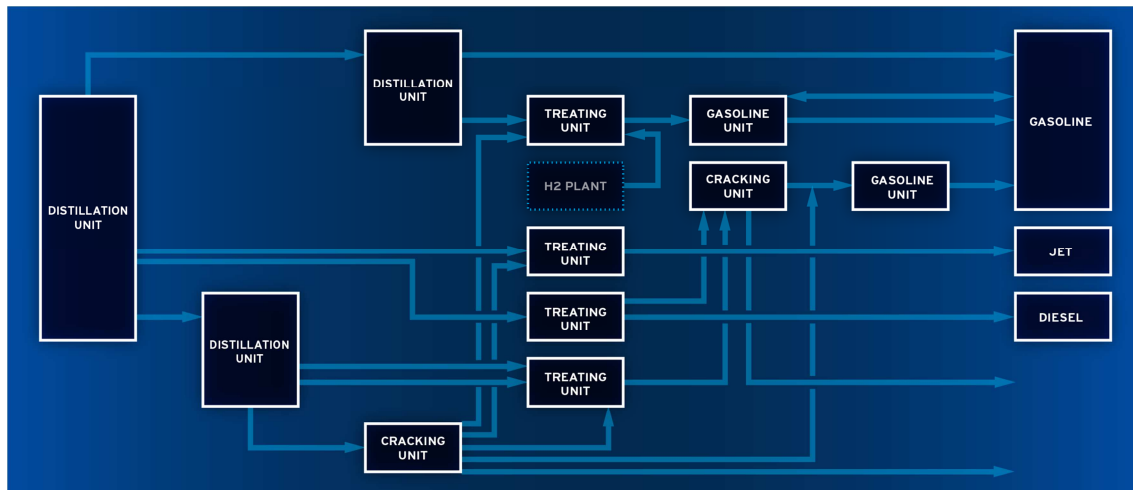 DISTILLATION
UNIT
DISTILLATION
UNIT
TREATING
UNIT
GASOLINE
UNIT
GASOLINE
H2 PLANT
CRACKING
UNIT
GASOLINE
UNIT
TREATING
UNIT
JET
TREATING
UNIT
DIESEL
DISTILLATION
UNIT
TREATING
UNIT
CRACKING
UNIT